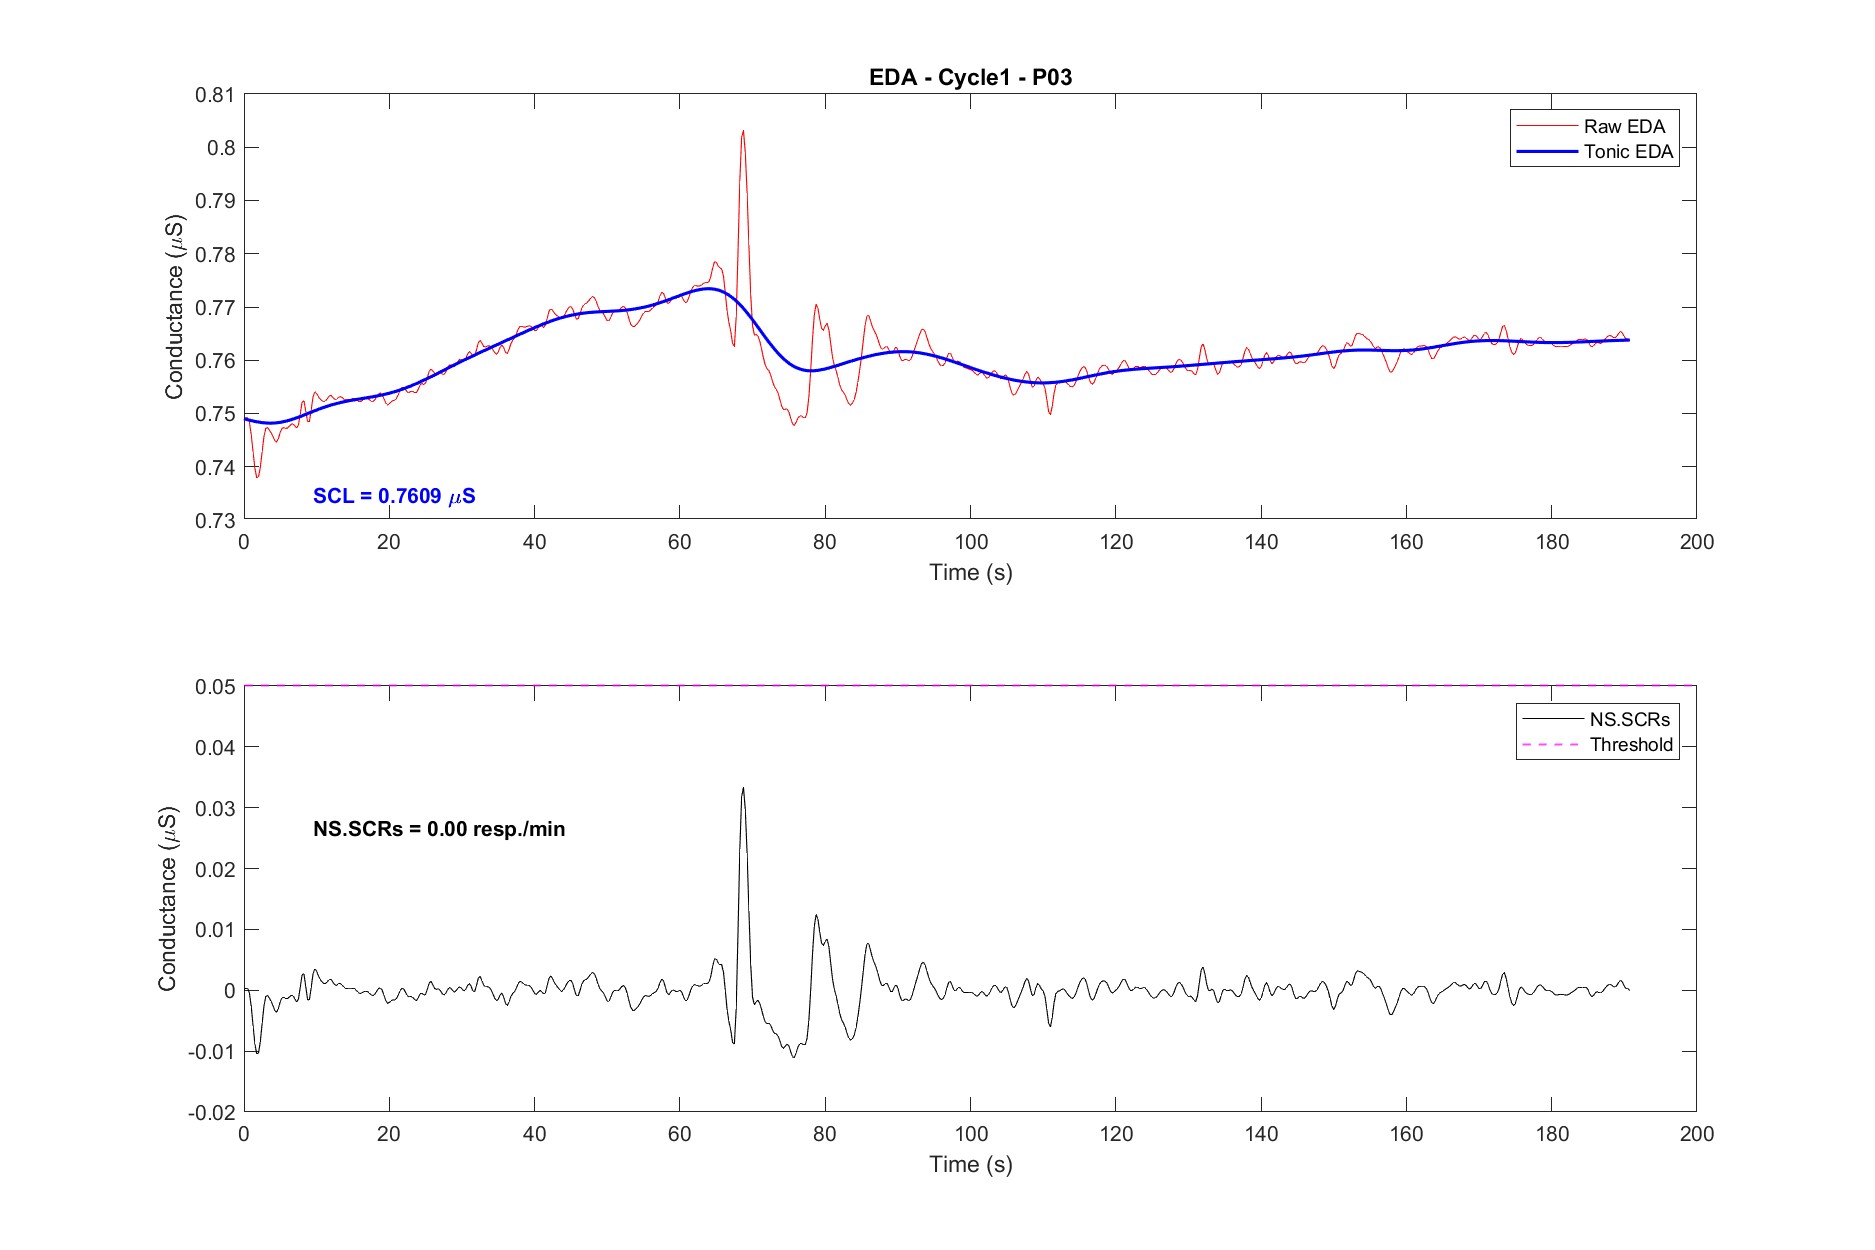 EDA - Cycle1 - P03
0.81
0.8
0.79
0.78
0.77
0.76
0.75
0.74
0.73
Conductance (μS)
Raw EDA
Tonic EDA
SCL = 0.7609 μS
0 20 40 60 80 100 120 140 160 180 200
Time (s)
0.05
0.04
0.03
0.02
0.01
0
-0.01
-0.02
Conductance (μS)
NS.SCRs
Threshold
NS.SCRs = 0.00 resp./min
0 20 40 60 80 100 120 140 160 180 200
Time (s)